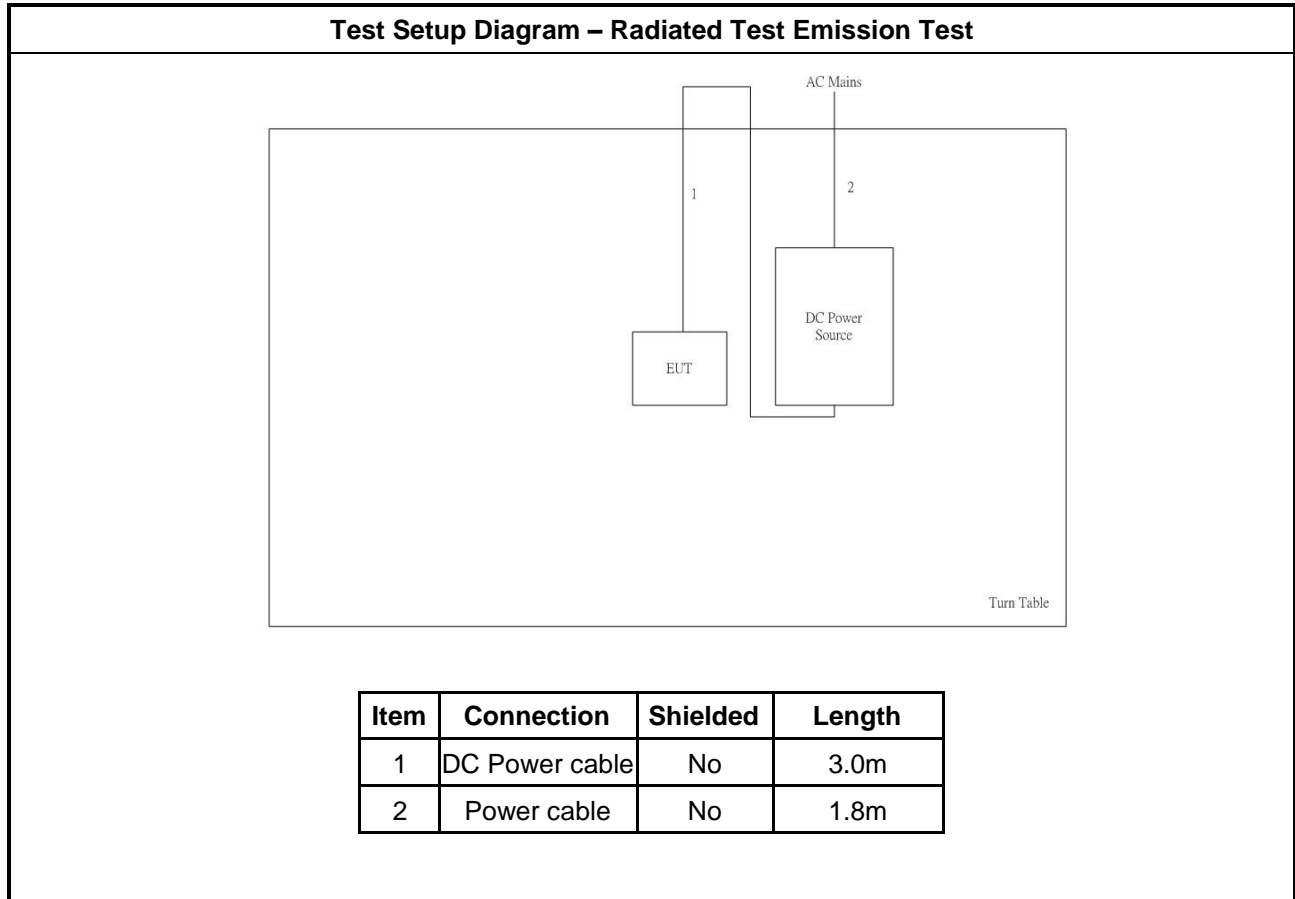 Test Setup Diagram – Radiated Test Emission Test
AC Mains
1
2
DC Power
Source
EUT
Turn Table
Item Connection Shielded Length
1 DC Power cable No 3.0m
2 Power cable No 1.8m